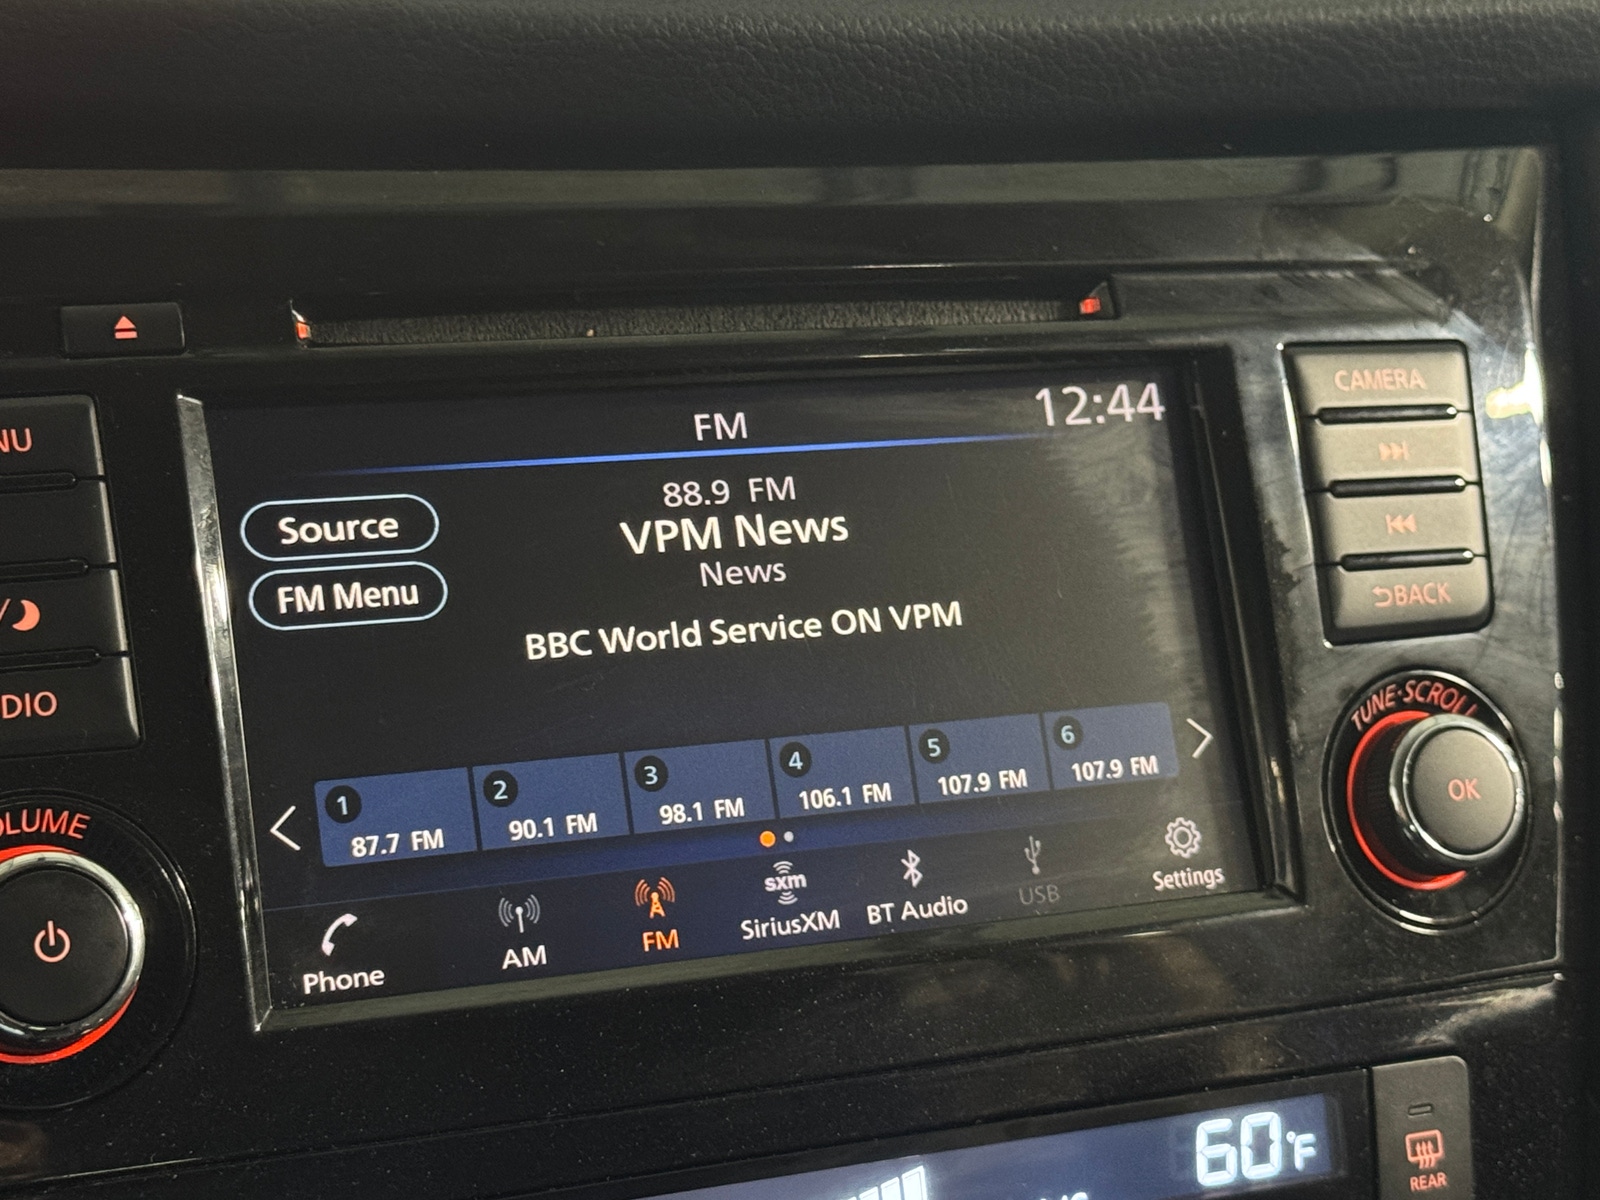 NU
DIO
VOLUME
FM
12:44
Source
FM Menu
88.9 FM
VPM News
News
BBC World Service ON VPM
1
87.7 FM
2
90.1 FM
3
98.1 FM
4
106.1 FM
5
107.9 FM
6
107.9 FM
Phone
AM
FM
sxm
SiriusXM
BT Audio
USB
Settings
CAMERA
BACK
TUNE·SCROLL
OK
60°F
REAR